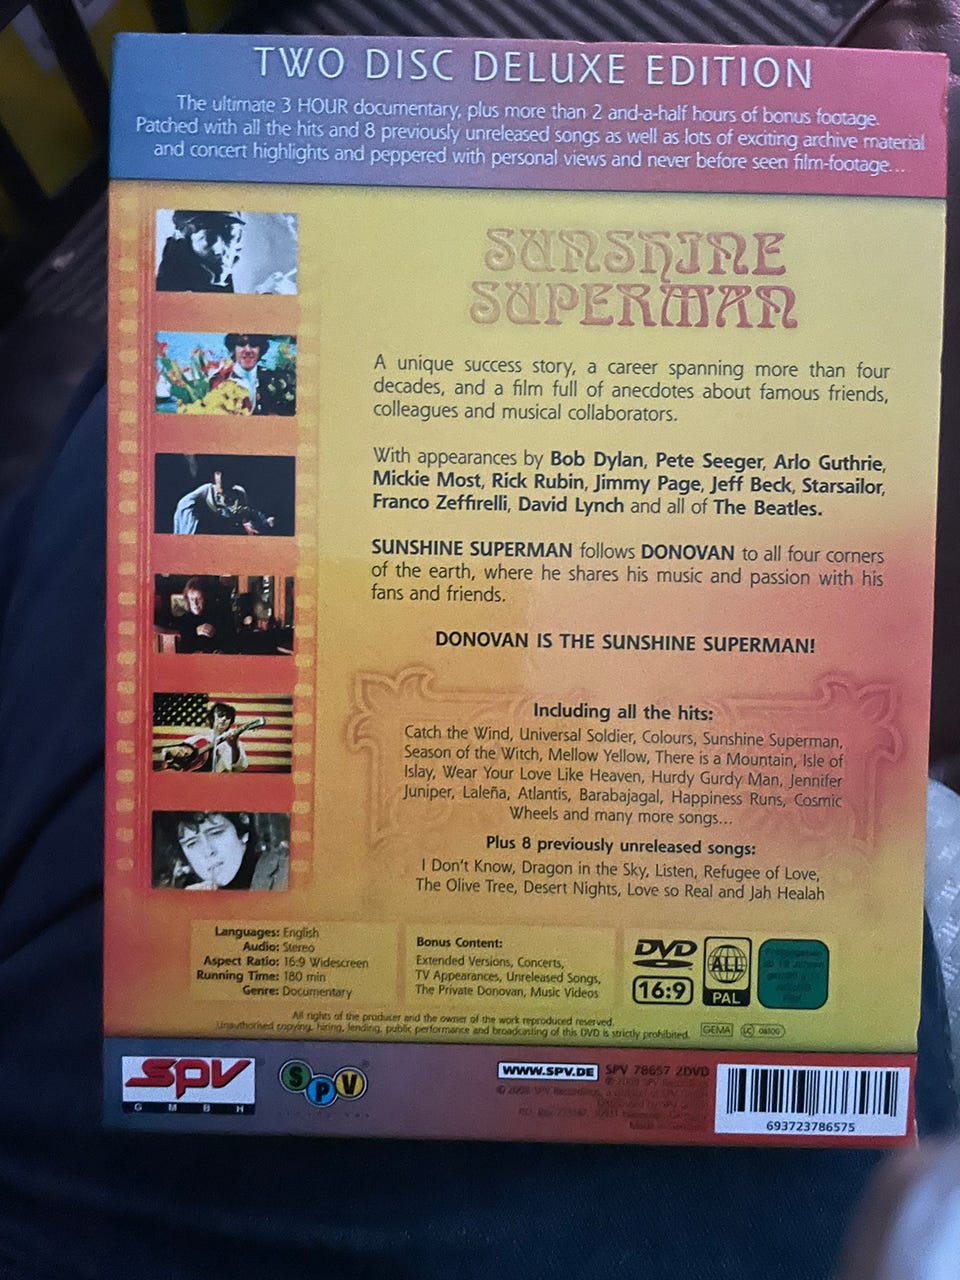 TWO DISC DELUXE EDITION
The ultimate 3 HOUR documentary, plus more than 2 and-a-half hours of bonus footage.
Patched with all the hits and 8 previously unreleased songs as well as lots of exciting archive material
and concert highlights and peppered with personal views and never before seen film-footage...
SUNSHINE
SUPERMAN
A unique success story, a career spanning more than four
decades, and a film full of anecdotes about famous friends,
colleagues and musical collaborators.
With appearances by Bob Dylan, Pete Seeger, Arlo Guthrie,
Mickie Most, Rick Rubin, Jimmy Page, Jeff Beck, Starsailor,
Franco Zeffirelli, David Lynch and all of The Beatles.
SUNSHINE SUPERMAN follows DONOVAN to all four corners
of the earth, where he shares his music and passion with his
fans and friends.
DONOVAN IS THE SUNSHINE SUPERMAN!
Including all the hits:
Catch the Wind, Universal Soldier, Colours, Sunshine Superman,
Season of the Witch, Mellow Yellow, There is a Mountain, Isle of
Islay, Wear Your Love Like Heaven, Hurdy Gurdy Man, Jennifer
Juniper, Laleña, Atlantis, Barabajagal, Happiness Runs, Cosmic
Wheels and many more songs...
Plus 8 previously unreleased songs:
I Don't Know, Dragon in the Sky, Listen, Refugee of Love,
The Olive Tree, Desert Nights, Love so Real and Jah Healah
Languages: English
Audio: Stereo
Aspect Ratio: 16:9 Widescreen
Running Time: 180 min
Genre: Documentary
Bonus Content:
Extended Versions, Concerts,
TV Appearances, Unreleased Songs,
The Private Donovan, Music Videos
DVD
16:9
ALL
PAL
All rights of the producer and the owner of the work reproduced reserved.
Unauthorised copying, hiring, lending, public performance and broadcasting of this DVD is strictly prohibited.
GEMA
LC
SPV
GMBH
SPV
WWW.SPV.DE
SPV 78657 2DVD
693723786575